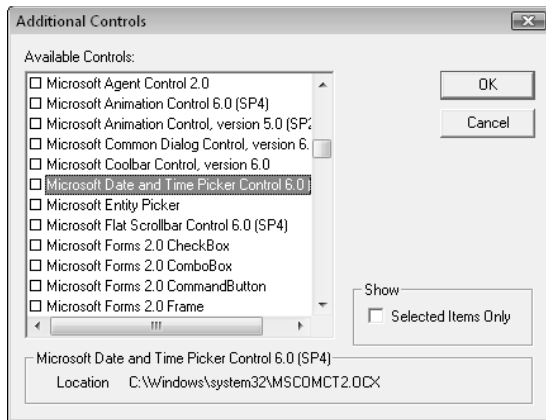 Additional Controls
Available Controls:
Microsoft Agent Control 2.0
Microsoft Animation Control 6.0 (SP4)
Microsoft Animation Control, version 5.0 (SP2
Microsoft Common Dialog Control, version 6.
Microsoft Coolbar Control, version 6.0
Microsoft Date and Time Picker Control 6.0
Microsoft Entity Picker
Microsoft Flat Scrollbar Control 6.0 (SP4)
Microsoft Forms 2.0 CheckBox
Microsoft Forms 2.0 ComboBox
Microsoft Forms 2.0 CommandButton
Microsoft Forms 2.0 Frame
OK
Cancel
Show
Selected Items Only
Microsoft Date and Time Picker Control 6.0 (SP4)
Location C:\Windows\system32\MSCOMCT2.OCX